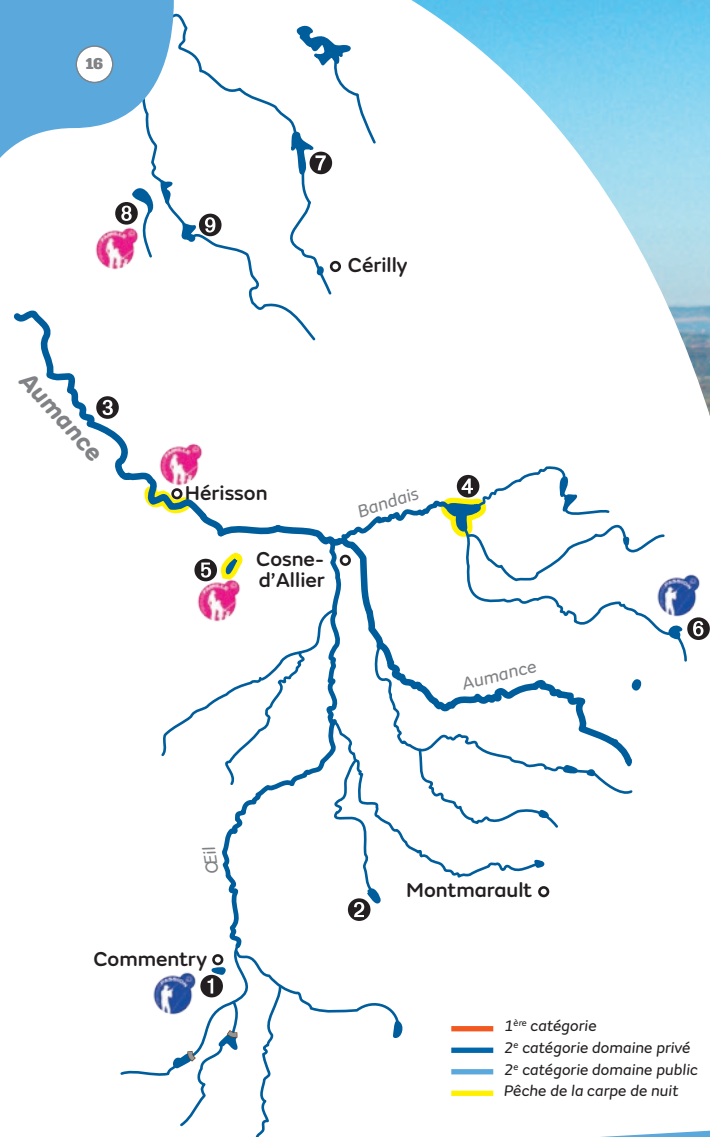 16
7
8
9
Cérilly
Aumance
3
Hérisson
4
Bandais
5
Cosne-
d'Allier
6
Aumance
Œil
Montmarault
2
Commentry
1
1ère catégorie
2e catégorie domaine privé
2e catégorie domaine public
Pêche de la carpe de nuit